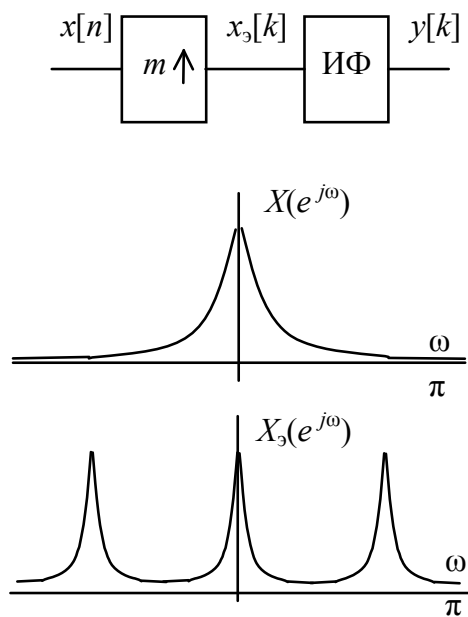 x[n] xэ[k] y[k]
m ↑ ИФ
X(e^{jω})
ω
π
Xэ(e^{jω})
ω
π